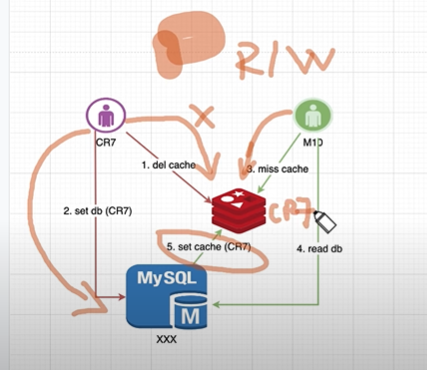 R/W
X
CR7
M10
1. del cache
3. miss cache
CR7
2. set db (CR7)
5. set cache (CR7)
4. read db
MySQL
M
XXX